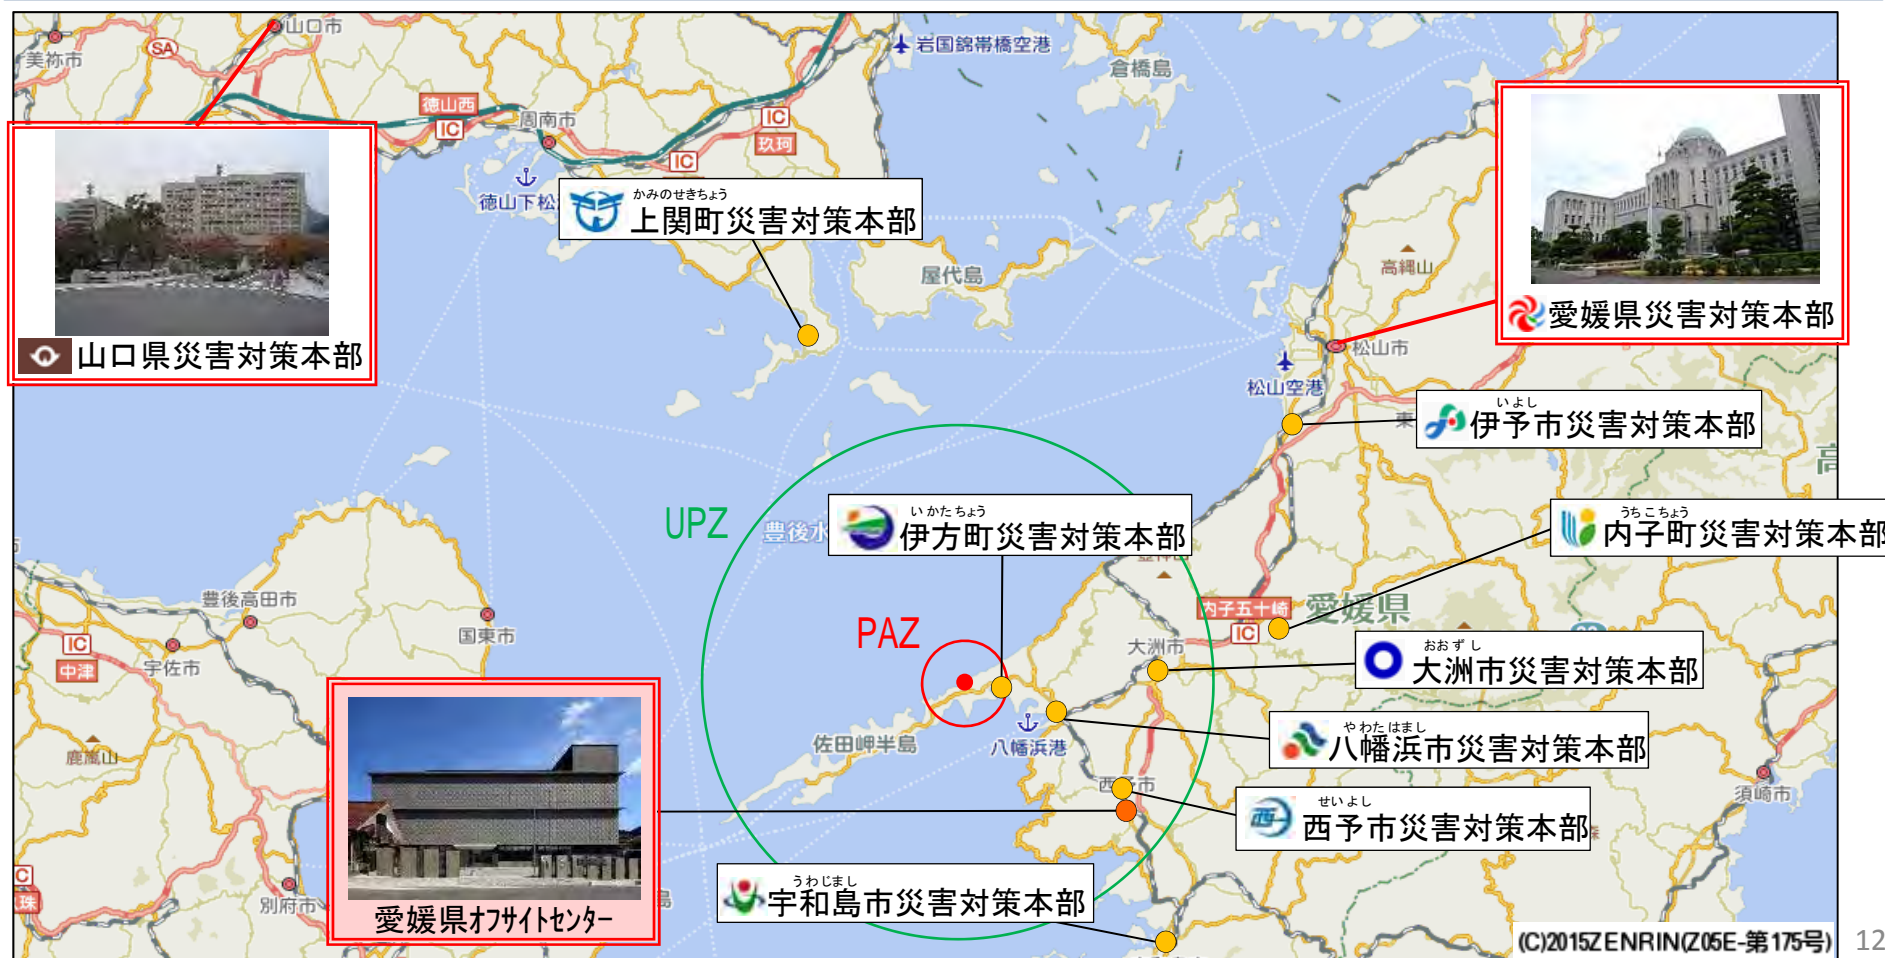 山口市
美祢市
SA
岩国錦帯橋空港
倉橋島
徳山西
IC
周南市
IC
玖珂
IC
徳山下松
かみのせきちょう
上関町災害対策本部
屋代島
高縄山
山口県災害対策本部
愛媛県災害対策本部
松山市
松山空港
東
いよし
伊予市災害対策本部
高
UPZ
豊後水
いかたちょう
伊方町災害対策本部
うちこちょう
内子町災害対策本部
内子五十崎
IC
愛媛県
豊後高田市
国東市
PAZ
大洲市
おおずし
大洲市災害対策本部
IC
中津
宇佐市
佐田岬半島
八幡浜港
やわたはまし
八幡浜市災害対策本部
鹿嵐山
西予市
須崎市
せいよし
西予市災害対策本部
森
うわじまし
宇和島市災害対策本部
島
別府市
愛媛県オフサイトセンター
(C)2015ZENRIN(Z05E-第175号)
12